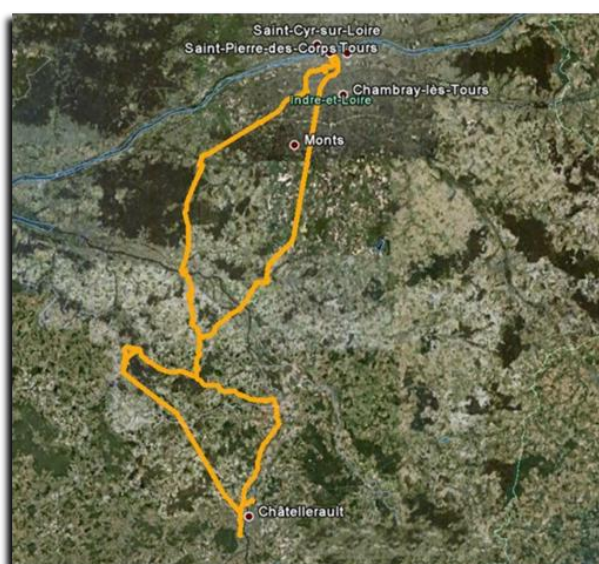 Saint-Cyr-sur-Loire
Saint-Pierre-des-Corps Tours
Chambray-lès-Tours
Indre-et-Loire
Monts
Châtellerault